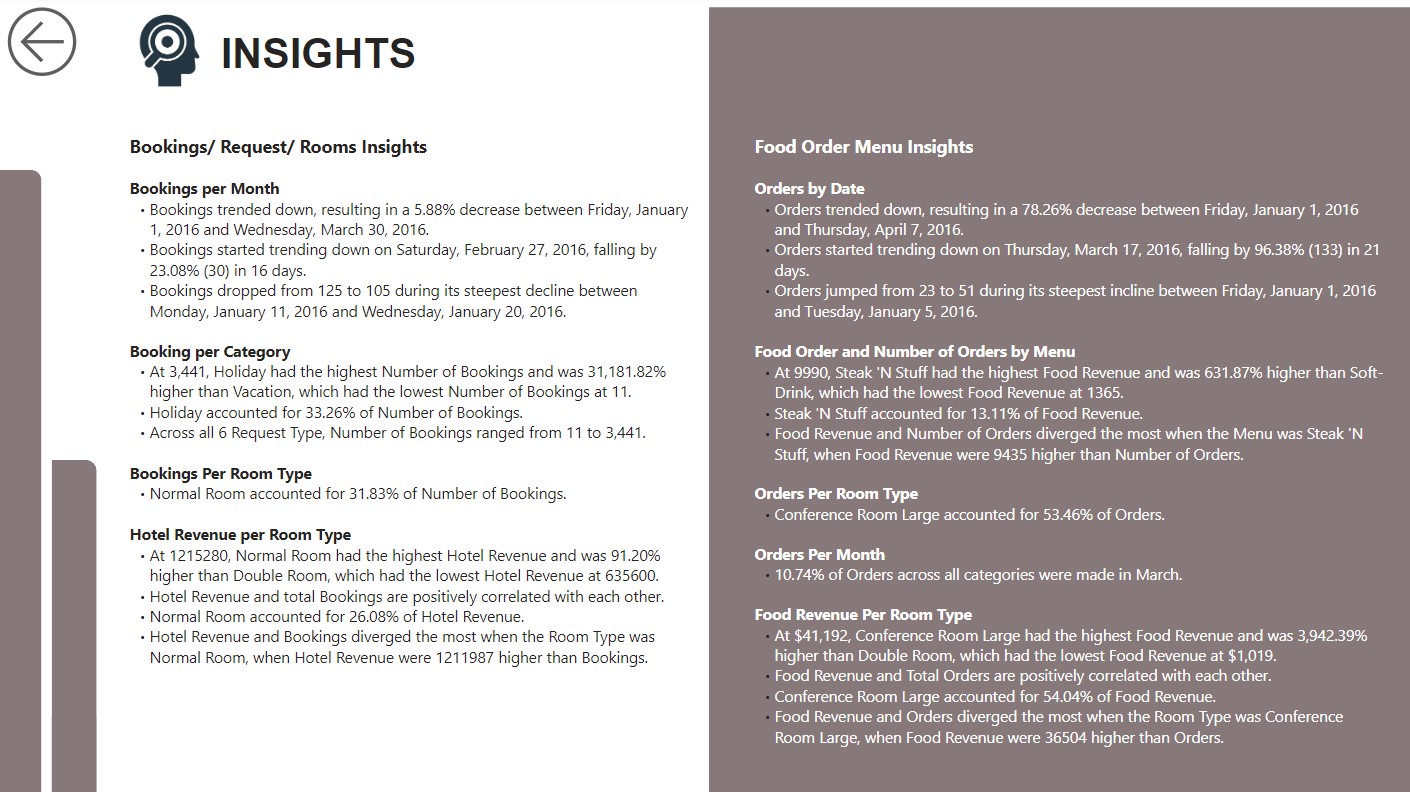 INSIGHTS
Bookings/ Request/ Rooms Insights
Bookings per Month
• Bookings trended down, resulting in a 5.88% decrease between Friday, January
1, 2016 and Wednesday, March 30, 2016.
• Bookings started trending down on Saturday, February 27, 2016, falling by
23.08% (30) in 16 days.
• Bookings dropped from 125 to 105 during its steepest decline between
Monday, January 11, 2016 and Wednesday, January 20, 2016.
Booking per Category
• At 3,441, Holiday had the highest Number of Bookings and was 31,181.82%
higher than Vacation, which had the lowest Number of Bookings at 11.
• Holiday accounted for 33.26% of Number of Bookings.
• Across all 6 Request Type, Number of Bookings ranged from 11 to 3,441.
Bookings Per Room Type
• Normal Room accounted for 31.83% of Number of Bookings.
Hotel Revenue per Room Type
• At 1215280, Normal Room had the highest Hotel Revenue and was 91.20%
higher than Double Room, which had the lowest Hotel Revenue at 635600.
• Hotel Revenue and total Bookings are positively correlated with each other.
• Normal Room accounted for 26.08% of Hotel Revenue.
• Hotel Revenue and Bookings diverged the most when the Room Type was
Normal Room, when Hotel Revenue were 1211987 higher than Bookings.
Food Order Menu Insights
Orders by Date
• Orders trended down, resulting in a 78.26% decrease between Friday, January 1, 2016
and Thursday, April 7, 2016.
• Orders started trending down on Thursday, March 17, 2016, falling by 96.38% (133) in 21
days.
• Orders jumped from 23 to 51 during its steepest incline between Friday, January 1, 2016
and Tuesday, January 5, 2016.
Food Order and Number of Orders by Menu
• At 9990, Steak 'N Stuff had the highest Food Revenue and was 631.87% higher than Soft-
Drink, which had the lowest Food Revenue at 1365.
• Steak 'N Stuff accounted for 13.11% of Food Revenue.
• Food Revenue and Number of Orders diverged the most when the Menu was Steak 'N
Stuff, when Food Revenue were 9435 higher than Number of Orders.
Orders Per Room Type
• Conference Room Large accounted for 53.46% of Orders.
Orders Per Month
• 10.74% of Orders across all categories were made in March.
Food Revenue Per Room Type
• At $41,192, Conference Room Large had the highest Food Revenue and was 3,942.39%
higher than Double Room, which had the lowest Food Revenue at $1,019.
• Food Revenue and Total Orders are positively correlated with each other.
• Conference Room Large accounted for 54.04% of Food Revenue.
• Food Revenue and Orders diverged the most when the Room Type was Conference
Room Large, when Food Revenue were 36504 higher than Orders.